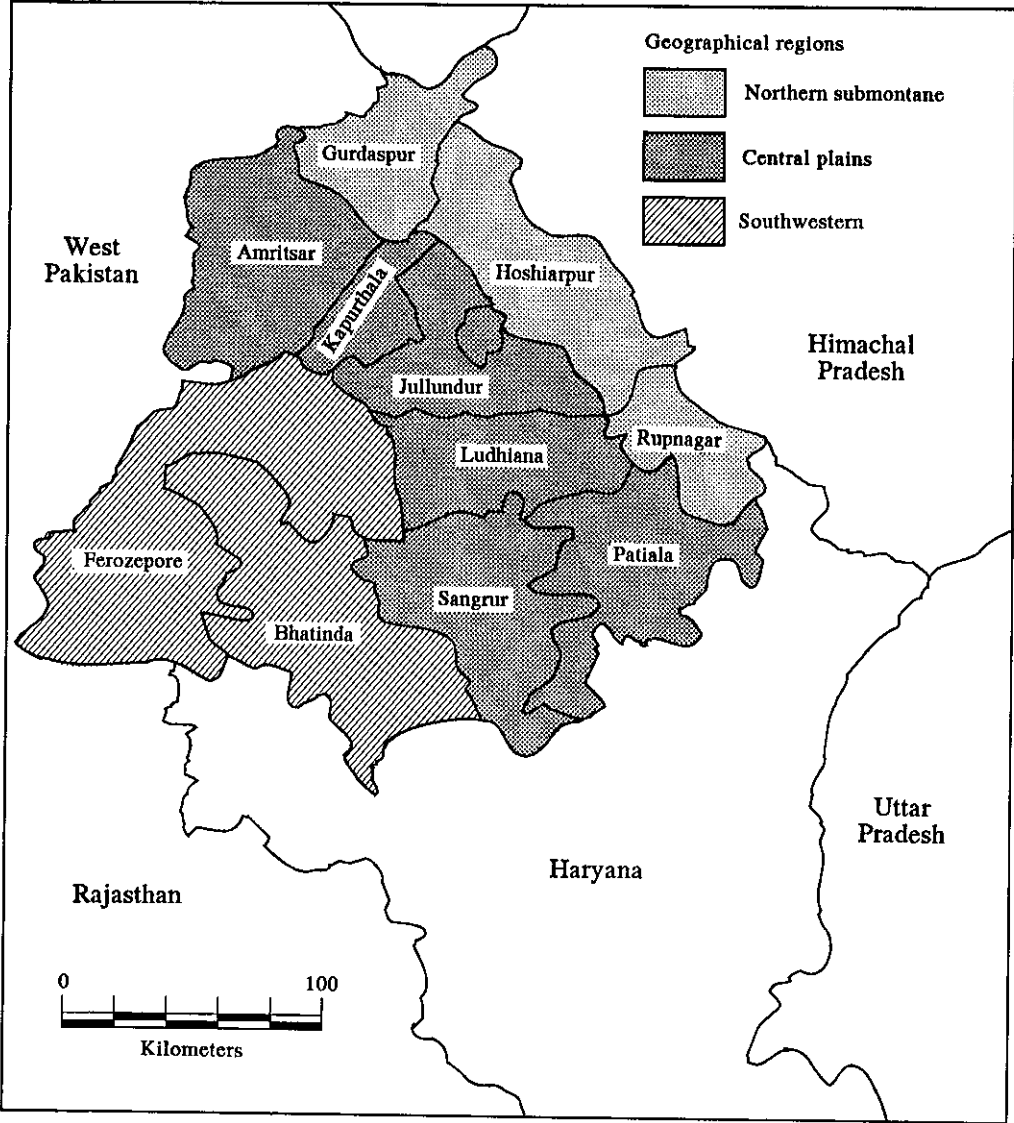 Geographical regions
Northern submontane
Central plains
Southwestern
Gurdaspur
West
Pakistan
Amritsar
Kapurthala
Hoshiarpur
Himachal
Pradesh
Jullundur
Ludhiana
Rupnagar
Ferozepore
Patiala
Sangrur
Bhatinda
Uttar
Pradesh
Haryana
Rajasthan
0 100
Kilometers